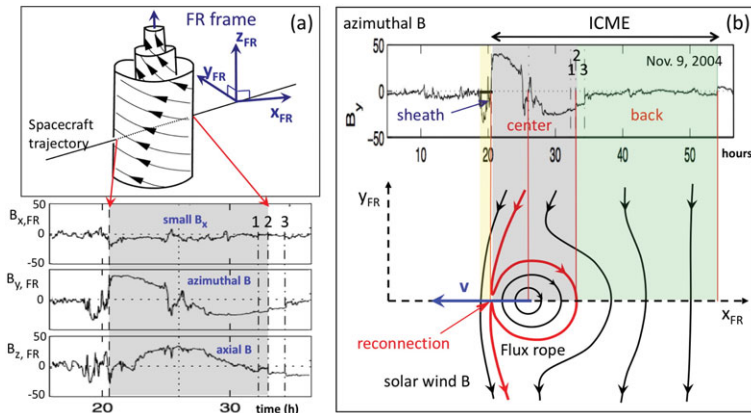 FR frame
(a)
z_FR
y_FR
x_FR
Spacecraft
trajectory
B_x,FR
50
0
-50
small B_x
1 2 3
B_y, FR
50
0
azimuthal B
B_z, FR
50
0
-50
axial B
20
30
time (h)
azimuthal B
ICME
(b)
50
0
-50
B_y
2
1 3
Nov. 9, 2004
sheath
center
back
10
20
30
40
50
hours
y_FR
v
x_FR
reconnection
Flux rope
solar wind B